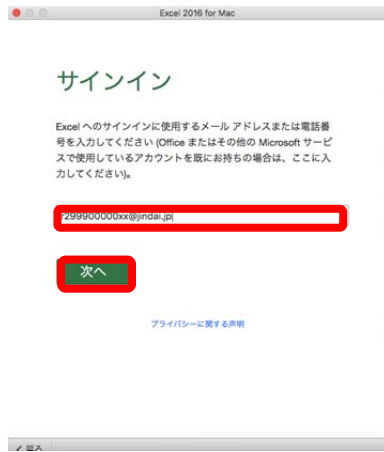 Excel 2016 for Mac
サインイン
Excel へのサインインに使用するメール アドレスまたは電話番
号を入力してください (Office またはその他の Microsoft サービ
スで使用しているアカウントを既にお持ちの場合は、ここに入
力してください)。
r299900000xx@jindai.jp
次へ
プライバシーに関する声明
戻る